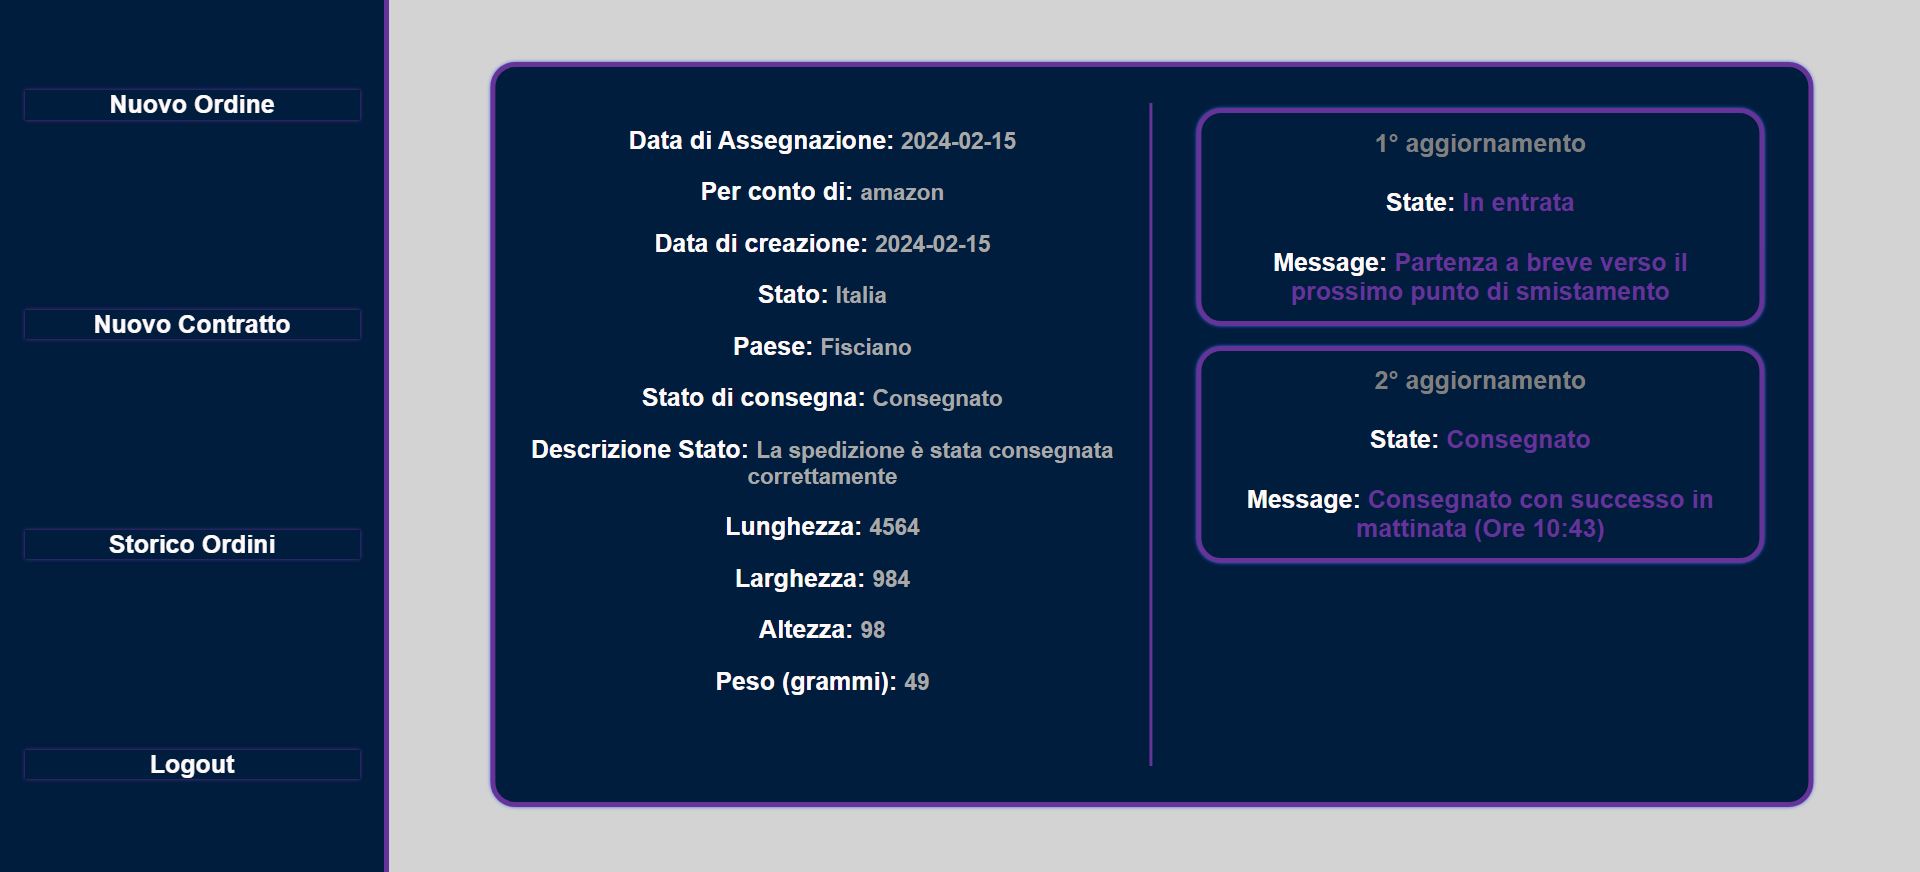 Nuovo Ordine
Nuovo Contratto
Storico Ordini
Logout
Data di Assegnazione: 2024-02-15
Per conto di: amazon
Data di creazione: 2024-02-15
Stato: Italia
Paese: Fisciano
Stato di consegna: Consegnato
Descrizione Stato: La spedizione è stata consegnata
correttamente
Lunghezza: 4564
Larghezza: 984
Altezza: 98
Peso (grammi): 49
1° aggiornamento
State: In entrata
Message: Partenza a breve verso il
prossimo punto di smistamento
2° aggiornamento
State: Consegnato
Message: Consegnato con successo in
mattinata (Ore 10:43)